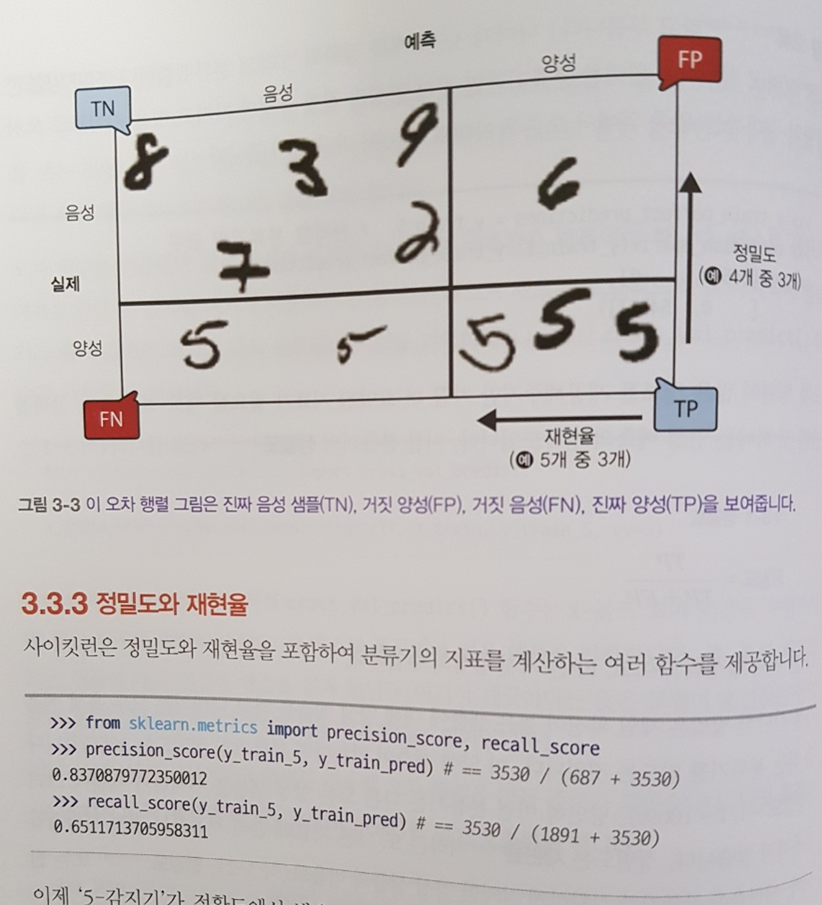 예측
음성 양성
TN FP
8 3 9 6
음성
7 2
정밀도
(예 4개 중 3개)
실제
양성
5 5 5 5 5
FN TP
재현율
(예 5개 중 3개)
그림 3-3 이 오차 행렬 그림은 진짜 음성 샘플(TN), 거짓 양성(FP), 거짓 음성(FN), 진짜 양성(TP)을 보여줍니다.
3.3.3 정밀도와 재현율
사이킷런은 정밀도와 재현율을 포함하여 분류기의 지표를 계산하는 여러 함수를 제공합니다.
>>> from sklearn.metrics import precision_score, recall_score
>>> precision_score(y_train_5, y_train_pred) # == 3530 / (687 + 3530)
0.8370879772350012
>>> recall_score(y_train_5, y_train_pred) # == 3530 / (1891 + 3530)
0.6511713705958311
이제 '5-감지기'가 정확도에서